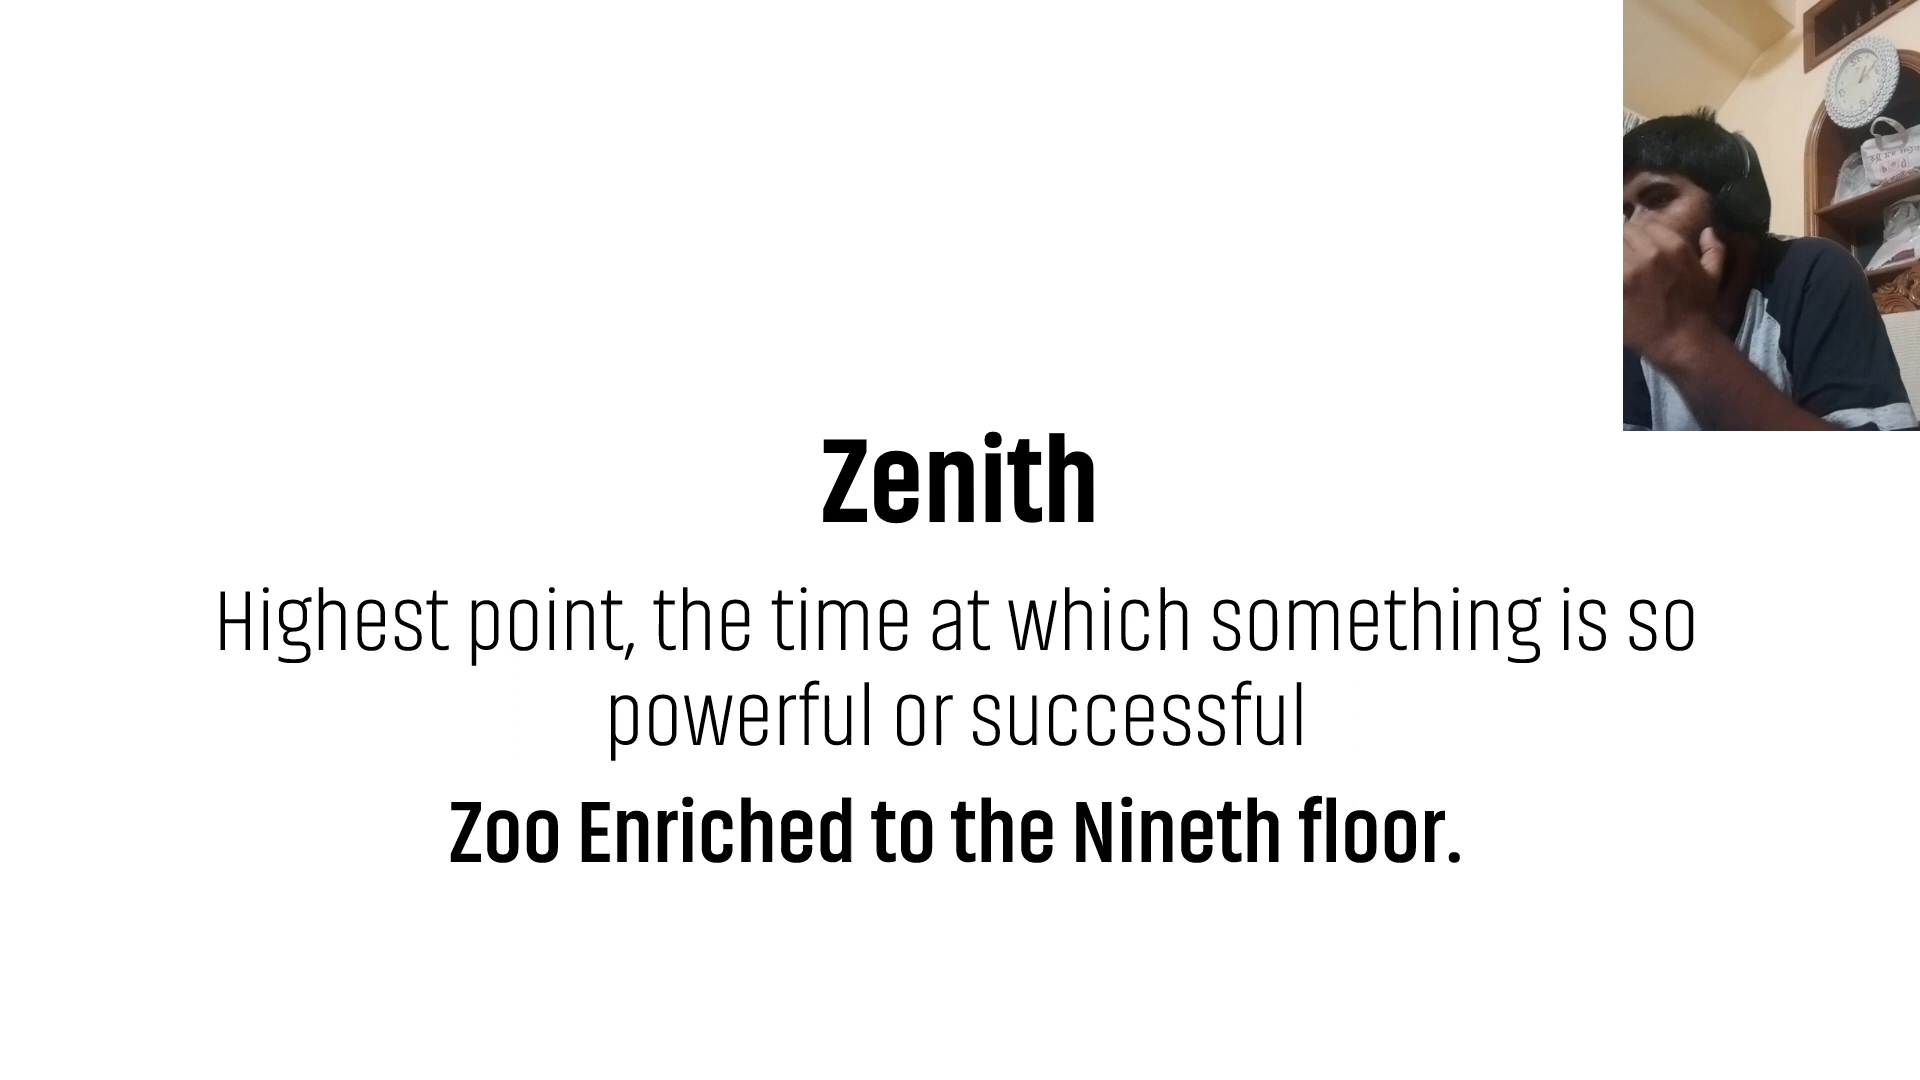 Zenith
Highest point, the time at which something is so
powerful or successful
Zoo Enriched to the Nineth floor.